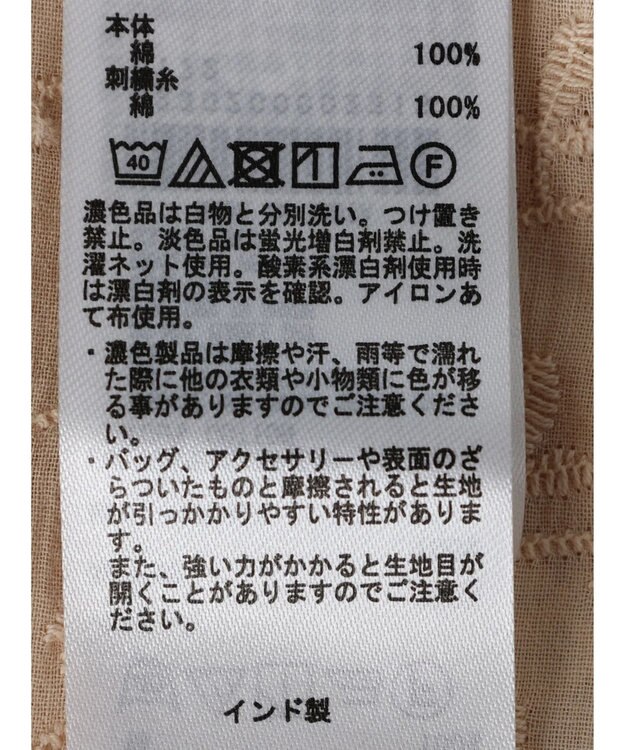 本体
綿 100%
刺繍糸
綿 100%
40 F
濃色品は白物と分別洗い。つけ置き
禁止。淡色品は蛍光増白剤禁止。洗
濯ネット使用。酸素系漂白剤使用時
は漂白剤の表示を確認。アイロンあ
て布使用。
・濃色製品は摩擦や汗、雨等で濡れ
た際に他の衣類や小物類に色が移
る事がありますのでご注意くださ
い。
・バッグ、アクセサリーや表面のざ
らついたものと摩擦されると生地
が引っかかりやすい特性がありま
す。
また、強い力がかかると生地目が
開くことがありますのでご注意く
ださい。
インド製